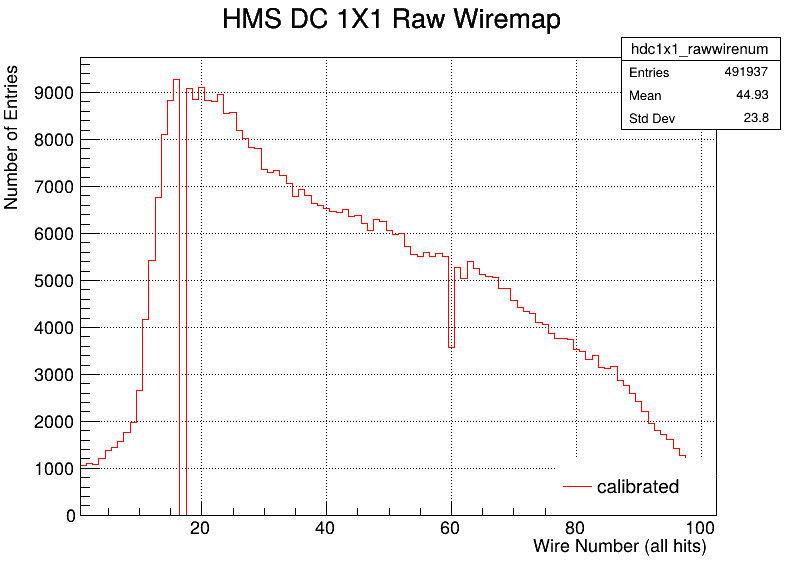 HMS DC 1X1 Raw Wiremap
hdc1x1_rawwirenum
Entries 491937
Mean 44.93
Std Dev 23.8
Number of Entries
9000
8000
7000
6000
5000
4000
3000
2000
1000
0
calibrated
20 40 60 80 100
Wire Number (all hits)